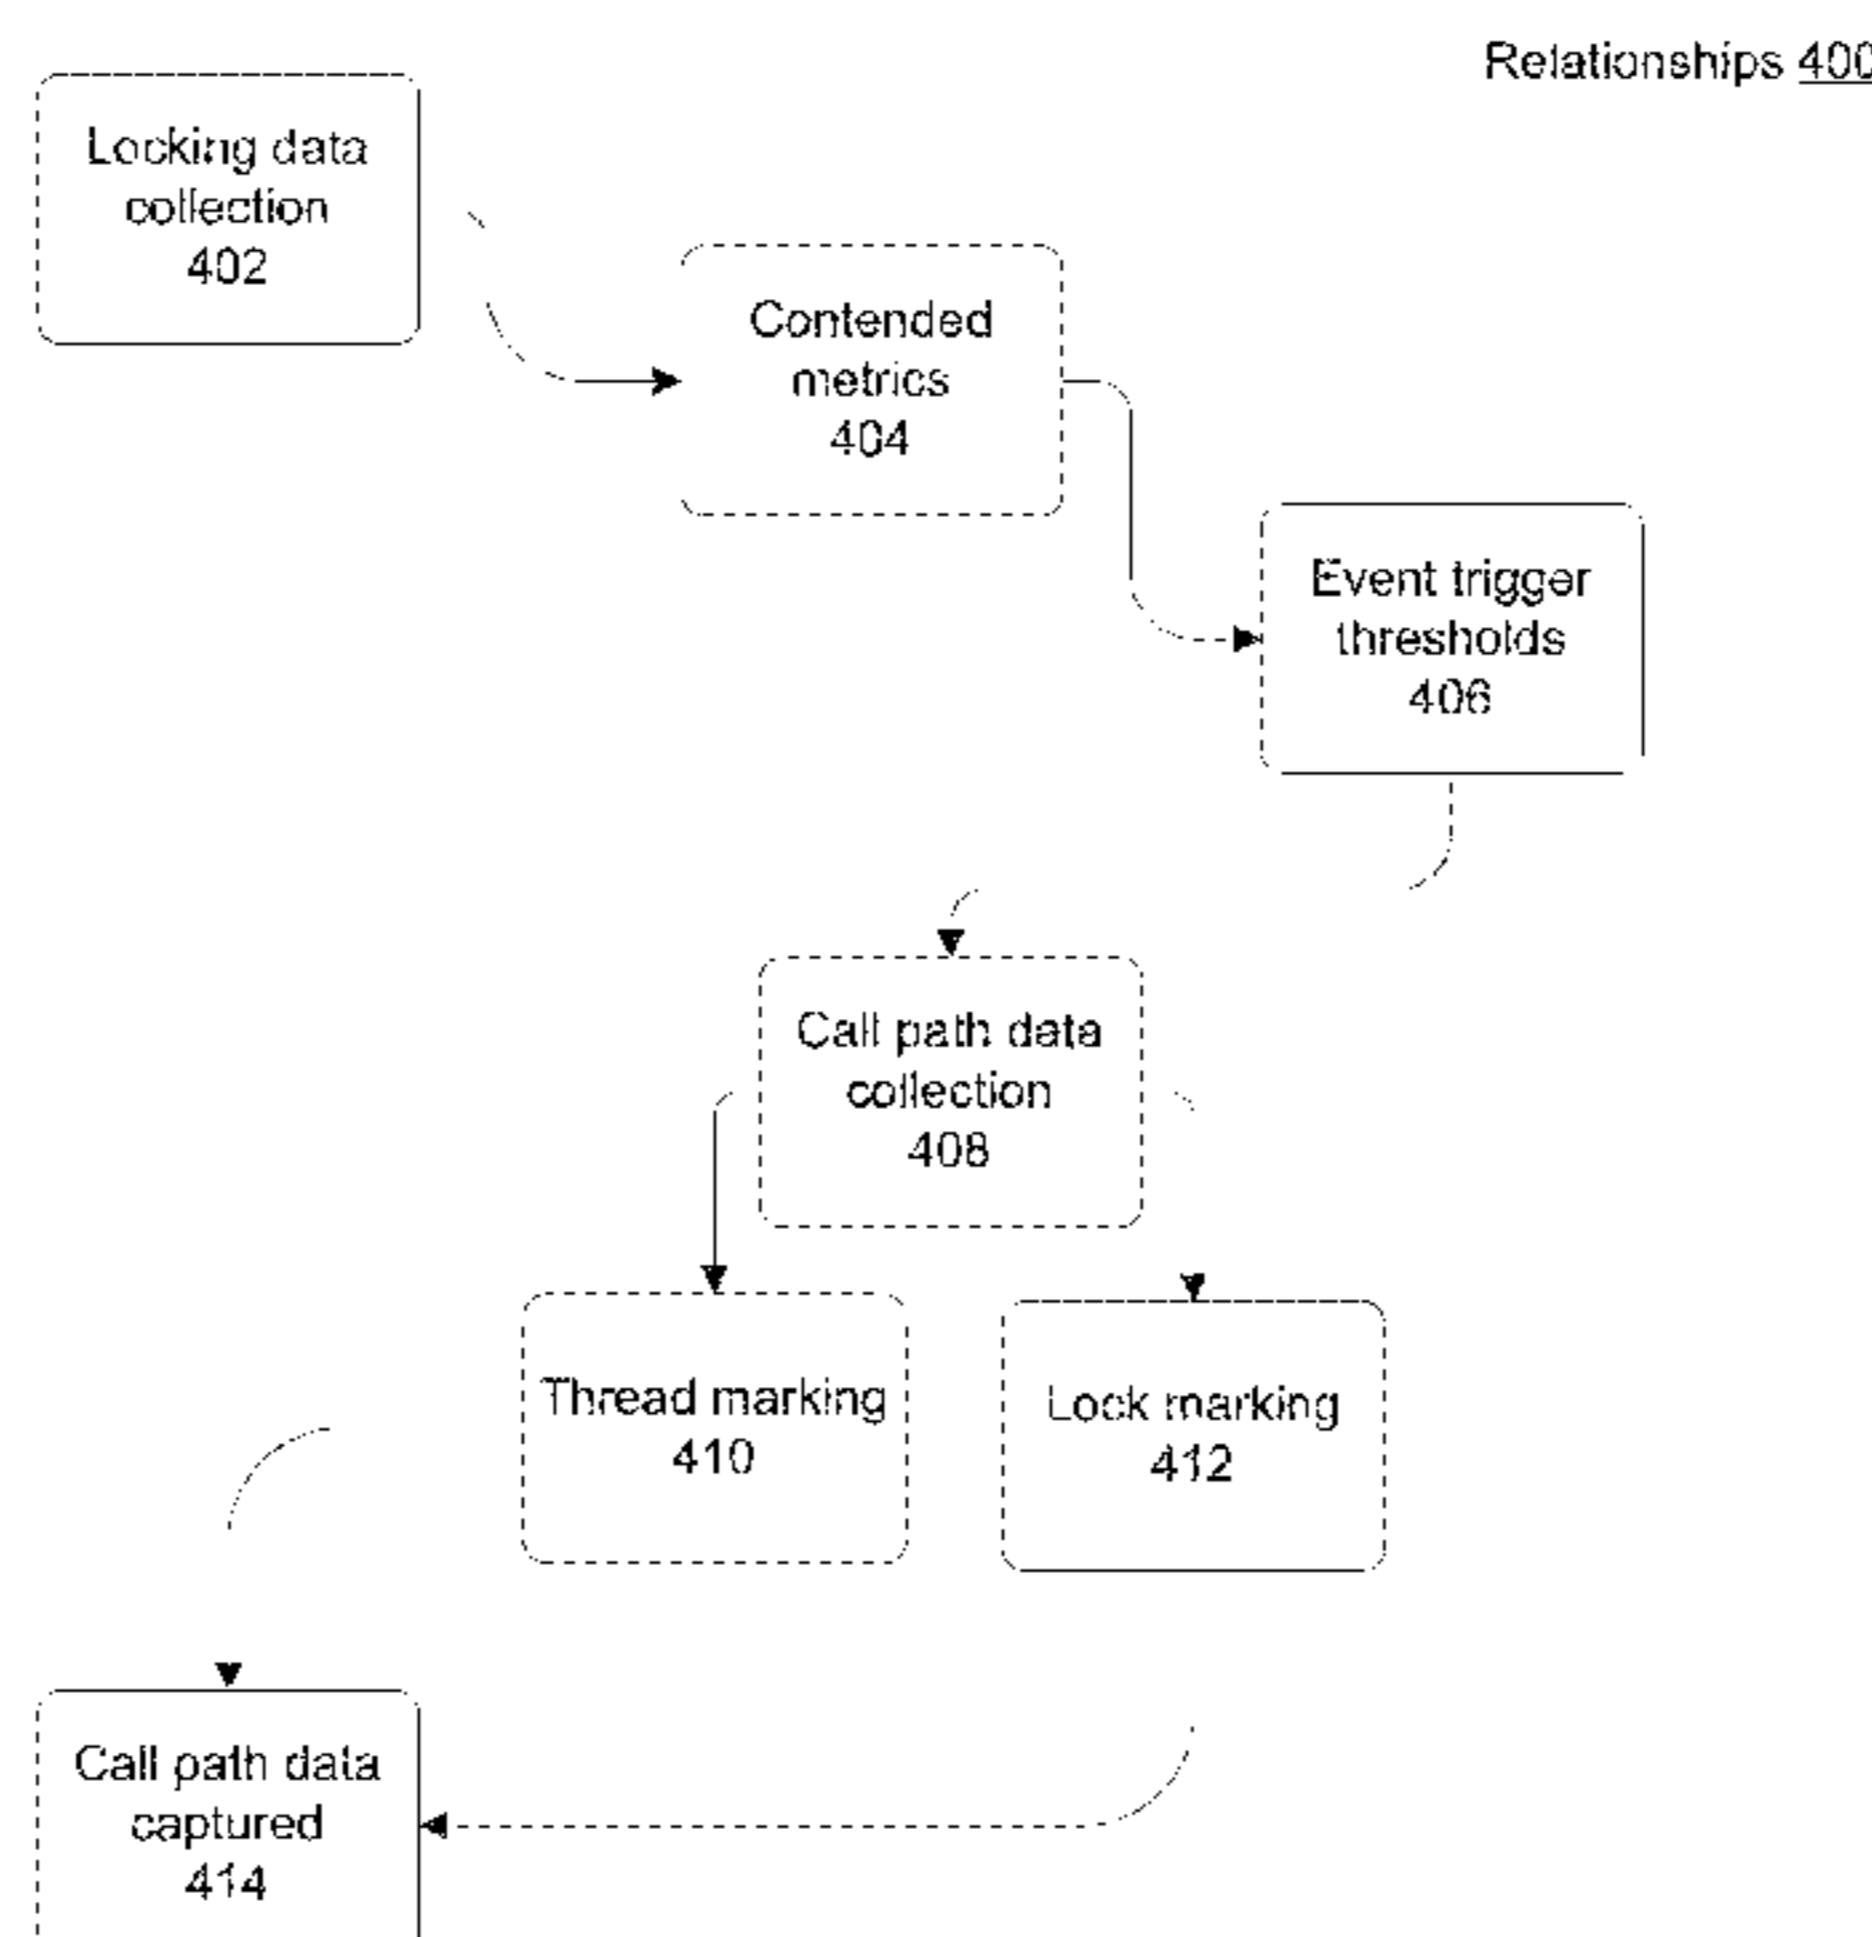 Relationships 400
Locking data
collection
402
Contended
metrics
404
Event trigger
thresholds
406
Call path data
collection
408
Thread marking
410
Lock marking
412
Call path data
captured
414